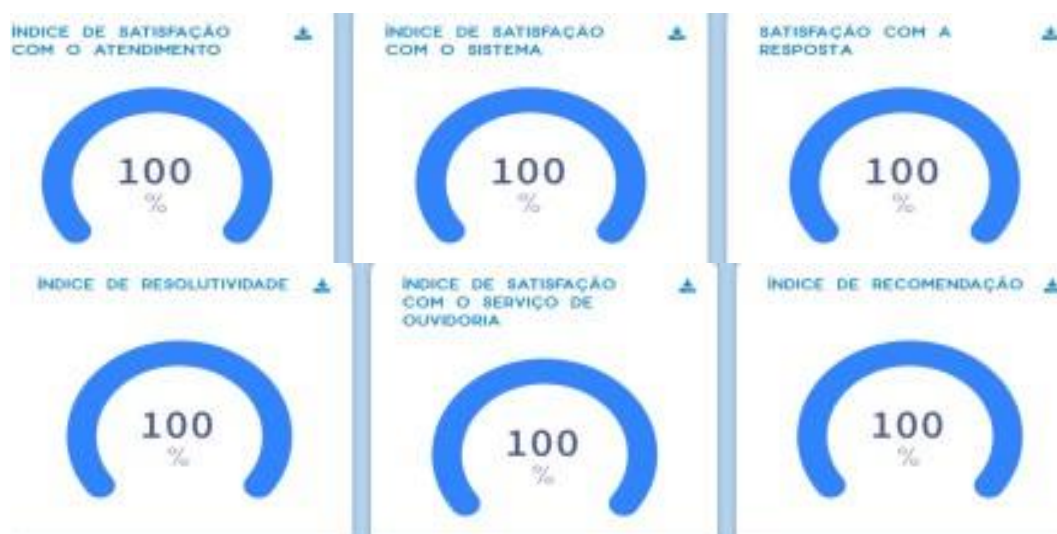 ÍNDICE DE SATISFAÇÃO
COM O ATENDIMENTO
100
%
ÍNDICE DE SATISFAÇÃO
COM O SISTEMA
100
%
SATISFAÇÃO COM A
RESPOSTA
100
%
ÍNDICE DE RESOLUTIVIDADE
100
%
ÍNDICE DE SATISFAÇÃO
COM O SERVIÇO DE
OUVIDORIA
100
%
ÍNDICE DE RECOMENDAÇÃO
100
%